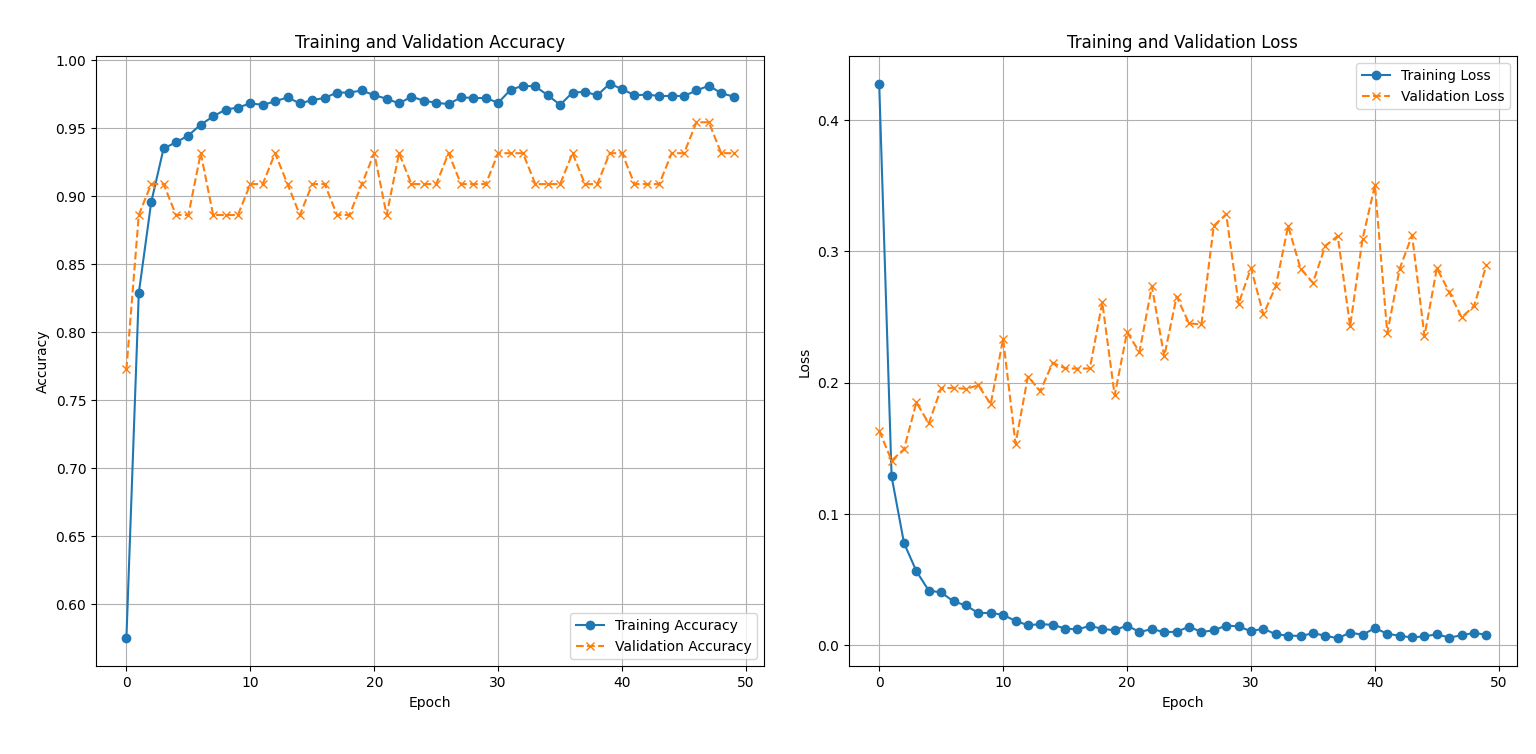 Training and Validation Accuracy
1.00
0.95
0.90
0.85
0.80
0.75
0.70
0.65
0.60
Accuracy
Training Accuracy
Validation Accuracy
0 10 20 30 40 50
Epoch
Training and Validation Loss
Training Loss
Validation Loss
0.4
0.3
0.2
0.1
0.0
Loss
0 10 20 30 40 50
Epoch